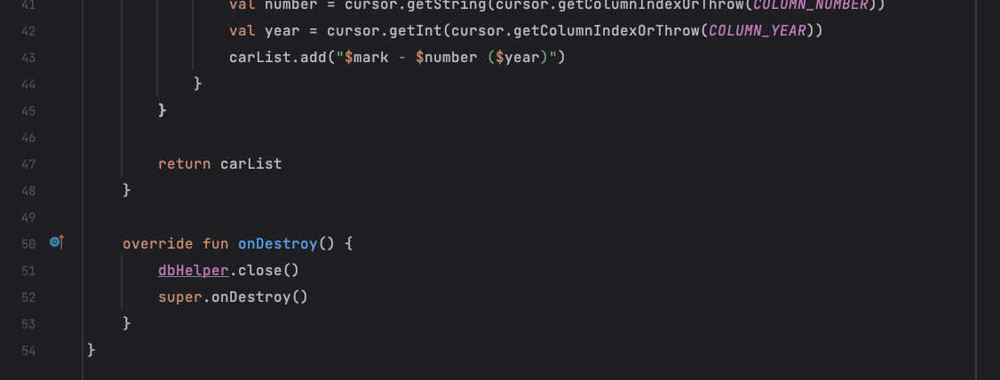 41 val number = cursor.getString(cursor.getColumnIndexOrThrow(COLUMN_NUMBER))
42 val year = cursor.getInt(cursor.getColumnIndexOrThrow(COLUMN_YEAR))
43 carList.add("$mark - $number ($year)")
44 }
45 }
46
47 return carList
48 }
49
50 override fun onDestroy() {
51 dbHelper.close()
52 super.onDestroy()
53 }
54 }